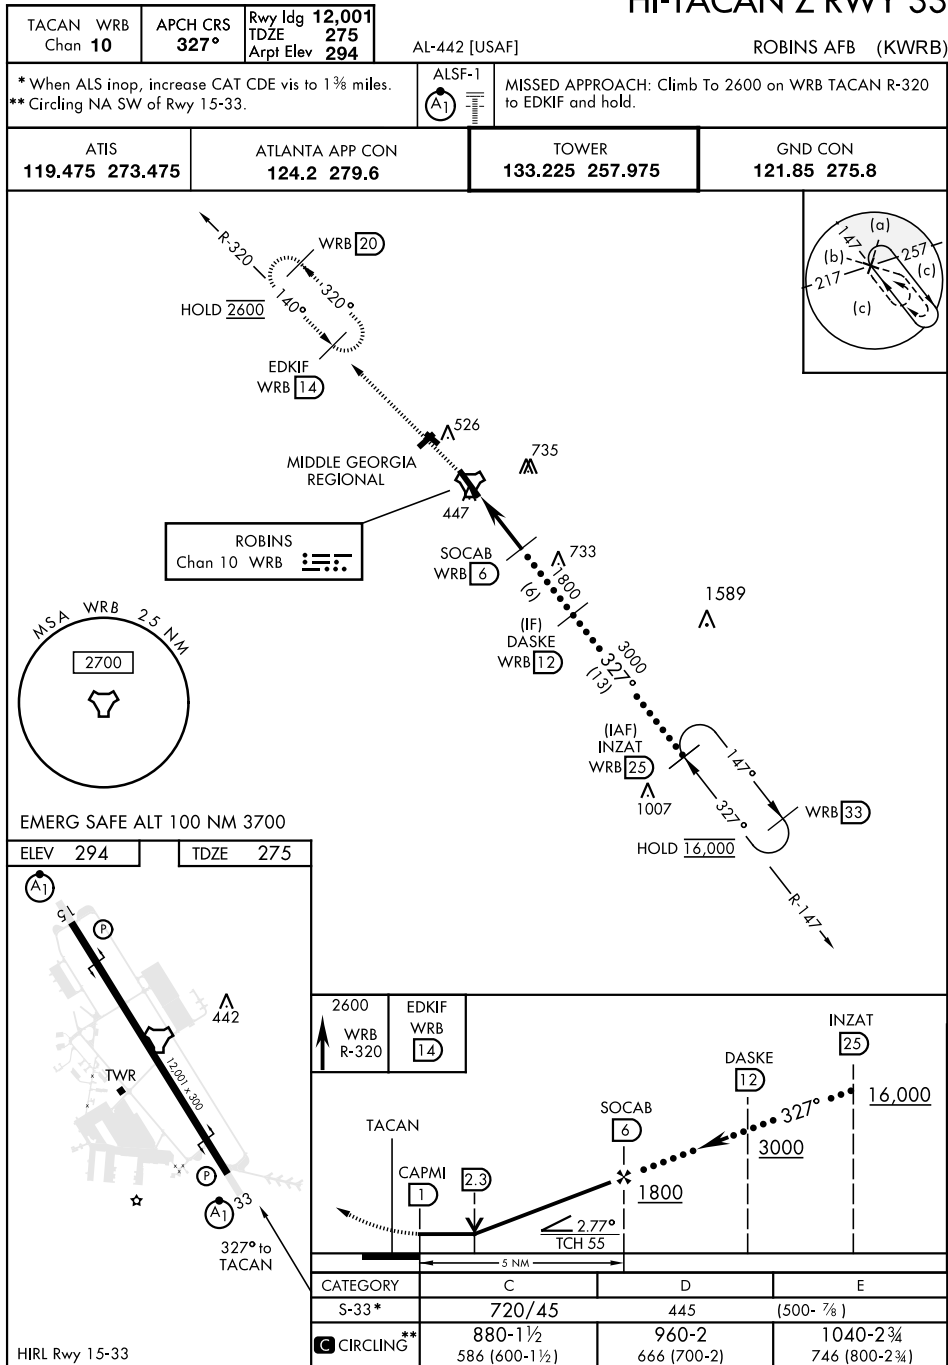 HI-TACAN Z RWY 33
TACAN WRB
Chan 10
APCH CRS
327°
Rwy ldg 12,001
TDZE 275
Arpt Elev 294
AL-442 [USAF]
ROBINS AFB (KWRB)
* When ALS inop, increase CAT CDE vis to 1⅜ miles.
** Circling NA SW of Rwy 15-33.
ALSF-1
A1
MISSED APPROACH: Climb To 2600 on WRB TACAN R-320
to EDKIF and hold.
ATIS
119.475 273.475
ATLANTA APP CON
124.2 279.6
TOWER
133.225 257.975
GND CON
121.85 275.8
R-320
WRB 20
HOLD 2600
140°
320°
EDKIF
WRB 14
147
(a)
(b)
257
217
(c)
(c)
526
MIDDLE GEORGIA
REGIONAL
735
447
ROBINS
Chan 10 WRB
SOCAB
WRB 6
733
1800
(6)
1589
(IF)
DASKE
WRB 12
3000
327°
(13)
MSA WRB 25 NM
2700
(IAF)
INZAT
WRB 25
1007
147°
327°
WRB 33
HOLD 16,000
R-147
EMERG SAFE ALT 100 NM 3700
ELEV 294
TDZE 275
A1
15
P
442
12,001 x 300
TWR
P
A1
33
327° to
TACAN
HIRL Rwy 15-33
2600
WRB
R-320
EDKIF
WRB
14
INZAT
25
DASKE
12
16,000
327°
SOCAB
6
3000
TACAN
CAPMI
1
2.3
1800
2.77°
TCH 55
5 NM
CATEGORY C D E
S-33* 720/45 445 (500-⅞)
C CIRCLING** 880-1½ 960-2 1040-2¾
586 (600-1½) 666 (700-2) 746 (800-2¾)